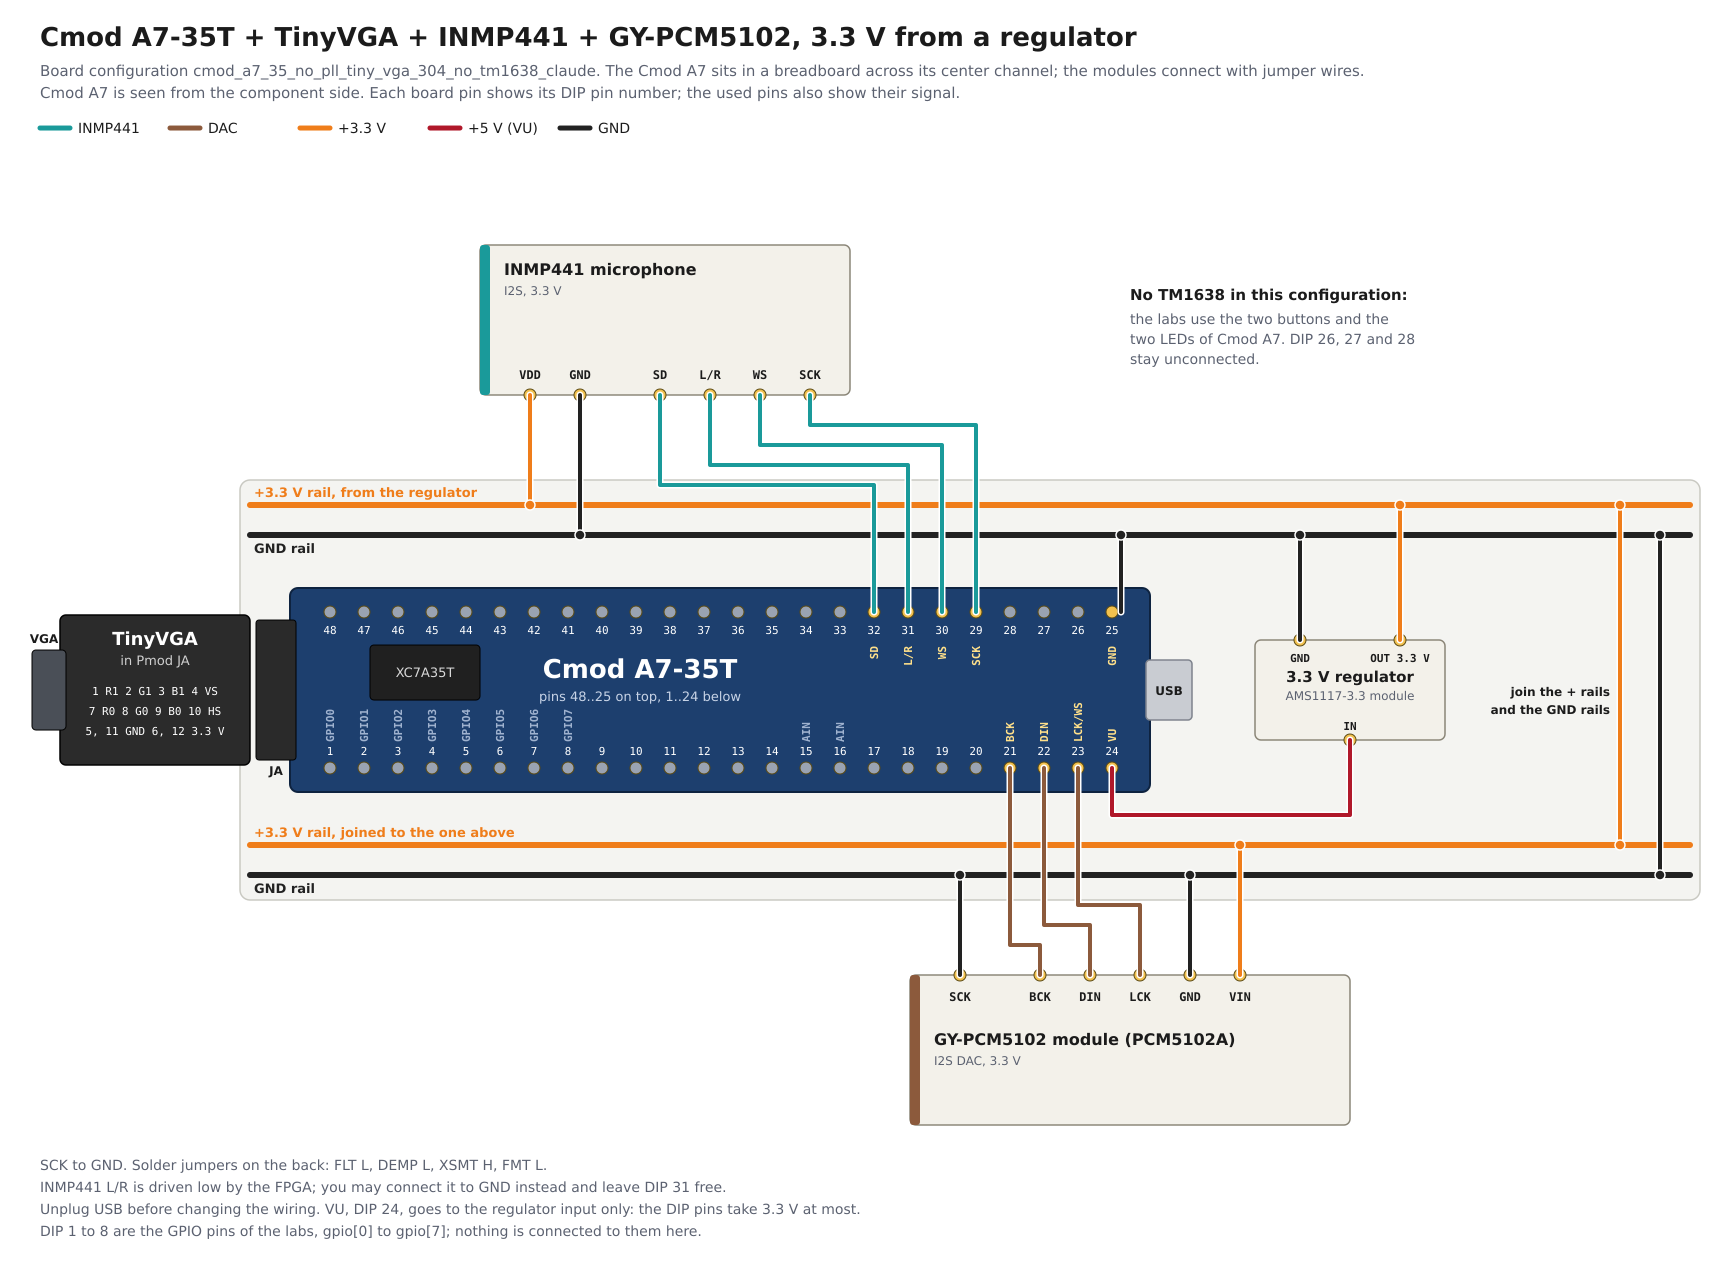 Cmod A7-35T + TinyVGA + INMP441 + GY-PCM5102, 3.3 V from a regulator
Board configuration cmod_a7_35_no_pll_tiny_vga_304_no_tm1638_claude. The Cmod A7 sits in a breadboard across its center channel; the modules connect with jumper wires.
Cmod A7 is seen from the component side. Each board pin shows its DIP pin number; the used pins also show their signal.
INMP441 DAC +3.3 V +5 V (VU) GND
INMP441 microphone
I2S, 3.3 V
VDD GND SD L/R WS SCK
No TM1638 in this configuration:
the labs use the two buttons and the
two LEDs of Cmod A7. DIP 26, 27 and 28
stay unconnected.
+3.3 V rail, from the regulator
GND rail
48 47 46 45 44 43 42 41 40 39 38 37 36 35 34 33 32 31 30 29 28 27 26 25
SD L/R WS SCK GND
VGA
TinyVGA
in Pmod JA
1 R1 2 G1 3 B1 4 VS
7 R0 8 G0 9 B0 10 HS
5, 11 GND 6, 12 3.3 V
JA
XC7A35T
Cmod A7-35T
pins 48..25 on top, 1..24 below
USB
GND OUT 3.3 V
3.3 V regulator
AMS1117-3.3 module
IN
join the + rails
and the GND rails
GPIO0 GPIO1 GPIO2 GPIO3 GPIO4 GPIO5 GPIO6 GPIO7 AIN AIN BCK DIN LCK/WS VU
1 2 3 4 5 6 7 8 9 10 11 12 13 14 15 16 17 18 19 20 21 22 23 24
+3.3 V rail, joined to the one above
GND rail
SCK BCK DIN LCK GND VIN
GY-PCM5102 module (PCM5102A)
I2S DAC, 3.3 V
SCK to GND. Solder jumpers on the back: FLT L, DEMP L, XSMT H, FMT L.
INMP441 L/R is driven low by the FPGA; you may connect it to GND instead and leave DIP 31 free.
Unplug USB before changing the wiring. VU, DIP 24, goes to the regulator input only: the DIP pins take 3.3 V at most.
DIP 1 to 8 are the GPIO pins of the labs, gpio[0] to gpio[7]; nothing is connected to them here.